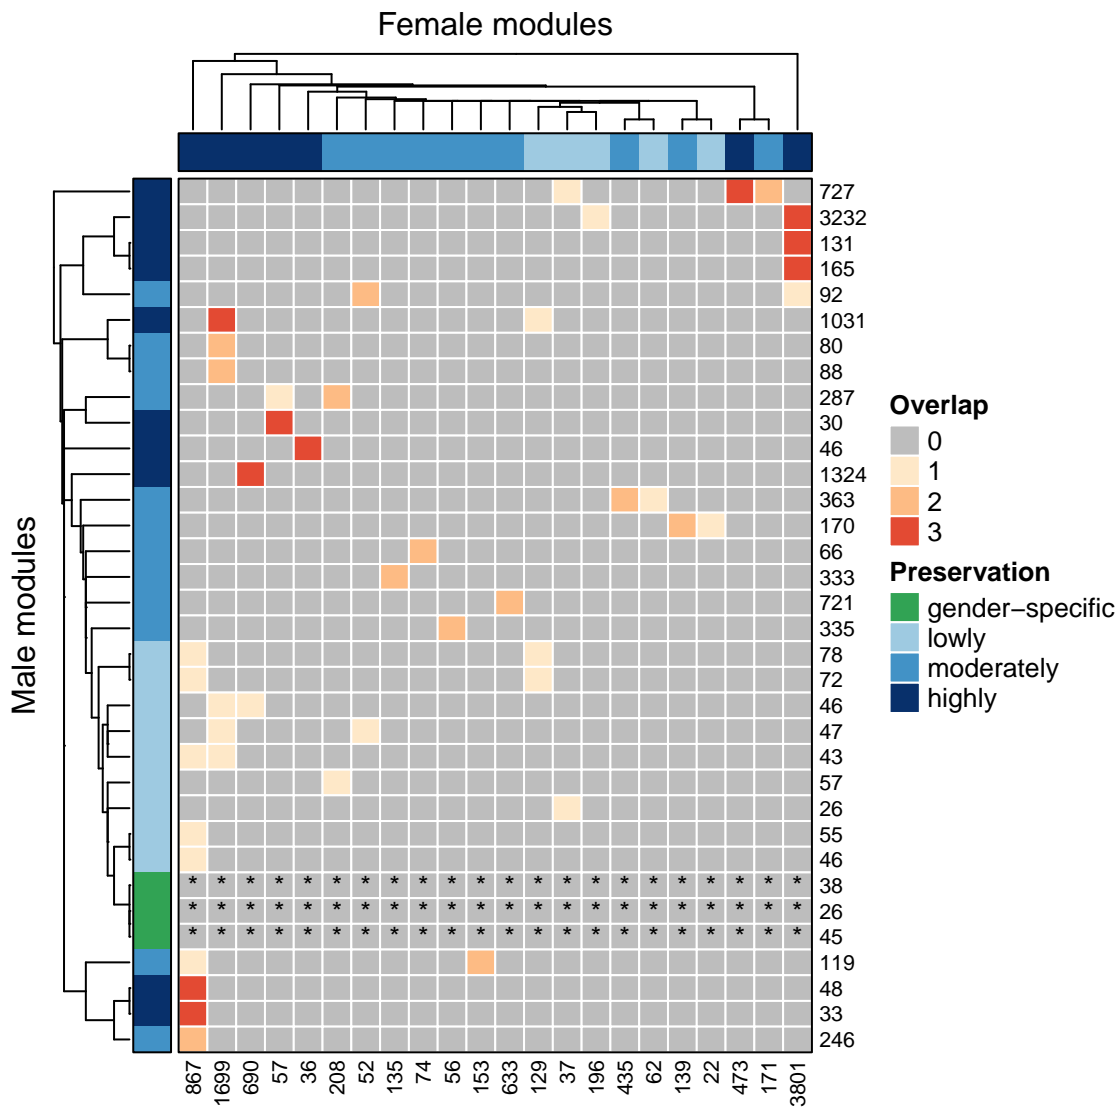 Female modules
Male modules
727
3232
131
165
92
1031
80
88
287
30
46
1324
363
170
66
333
721
335
78
72
46
47
43
57
26
55
46
* * * * * * * * * * * * * * * * * * * * * * 38
* * * * * * * * * * * * * * * * * * * * * * 26
* * * * * * * * * * * * * * * * * * * * * * 45
119
48
33
246
867 1699 690 57 36 208 52 135 74 56 153 633 129 37 196 435 62 139 22 473 171 3801
Overlap
0
1
2
3
Preservation
gender−specific
lowly
moderately
highly